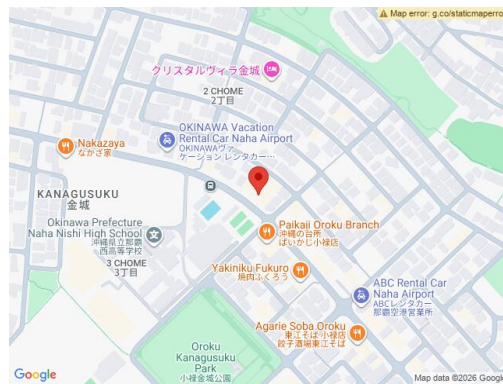 Map error: g.co/staticmaperro
クリスタルヴィラ金城
2 CHOME
2丁目
OKINAWA Vacation
Rental Car Naha Airport
OKINAWAヴァ
ケーション レンタカー…
Nakazaya
なかざ家
KANAGUSUKU
金城
Okinawa Prefecture
Naha Nishi High School
沖縄県立那覇
西高等学校
3 CHOME
3丁目
Paikaji Oroku Branch
沖縄の台所
ぱいかじ小禄店
Yakiniku Fukuro
焼肉ふくろう
ABC Rental Car
Naha Airport
ABCレンタカー
那覇空港営業所
Agarie Soba Oroku
東江そば 小禄店
餃子酒場東江そば
Oroku
Kanagusuku
Park
小禄金城公園
Google
Map data ©2026 Google